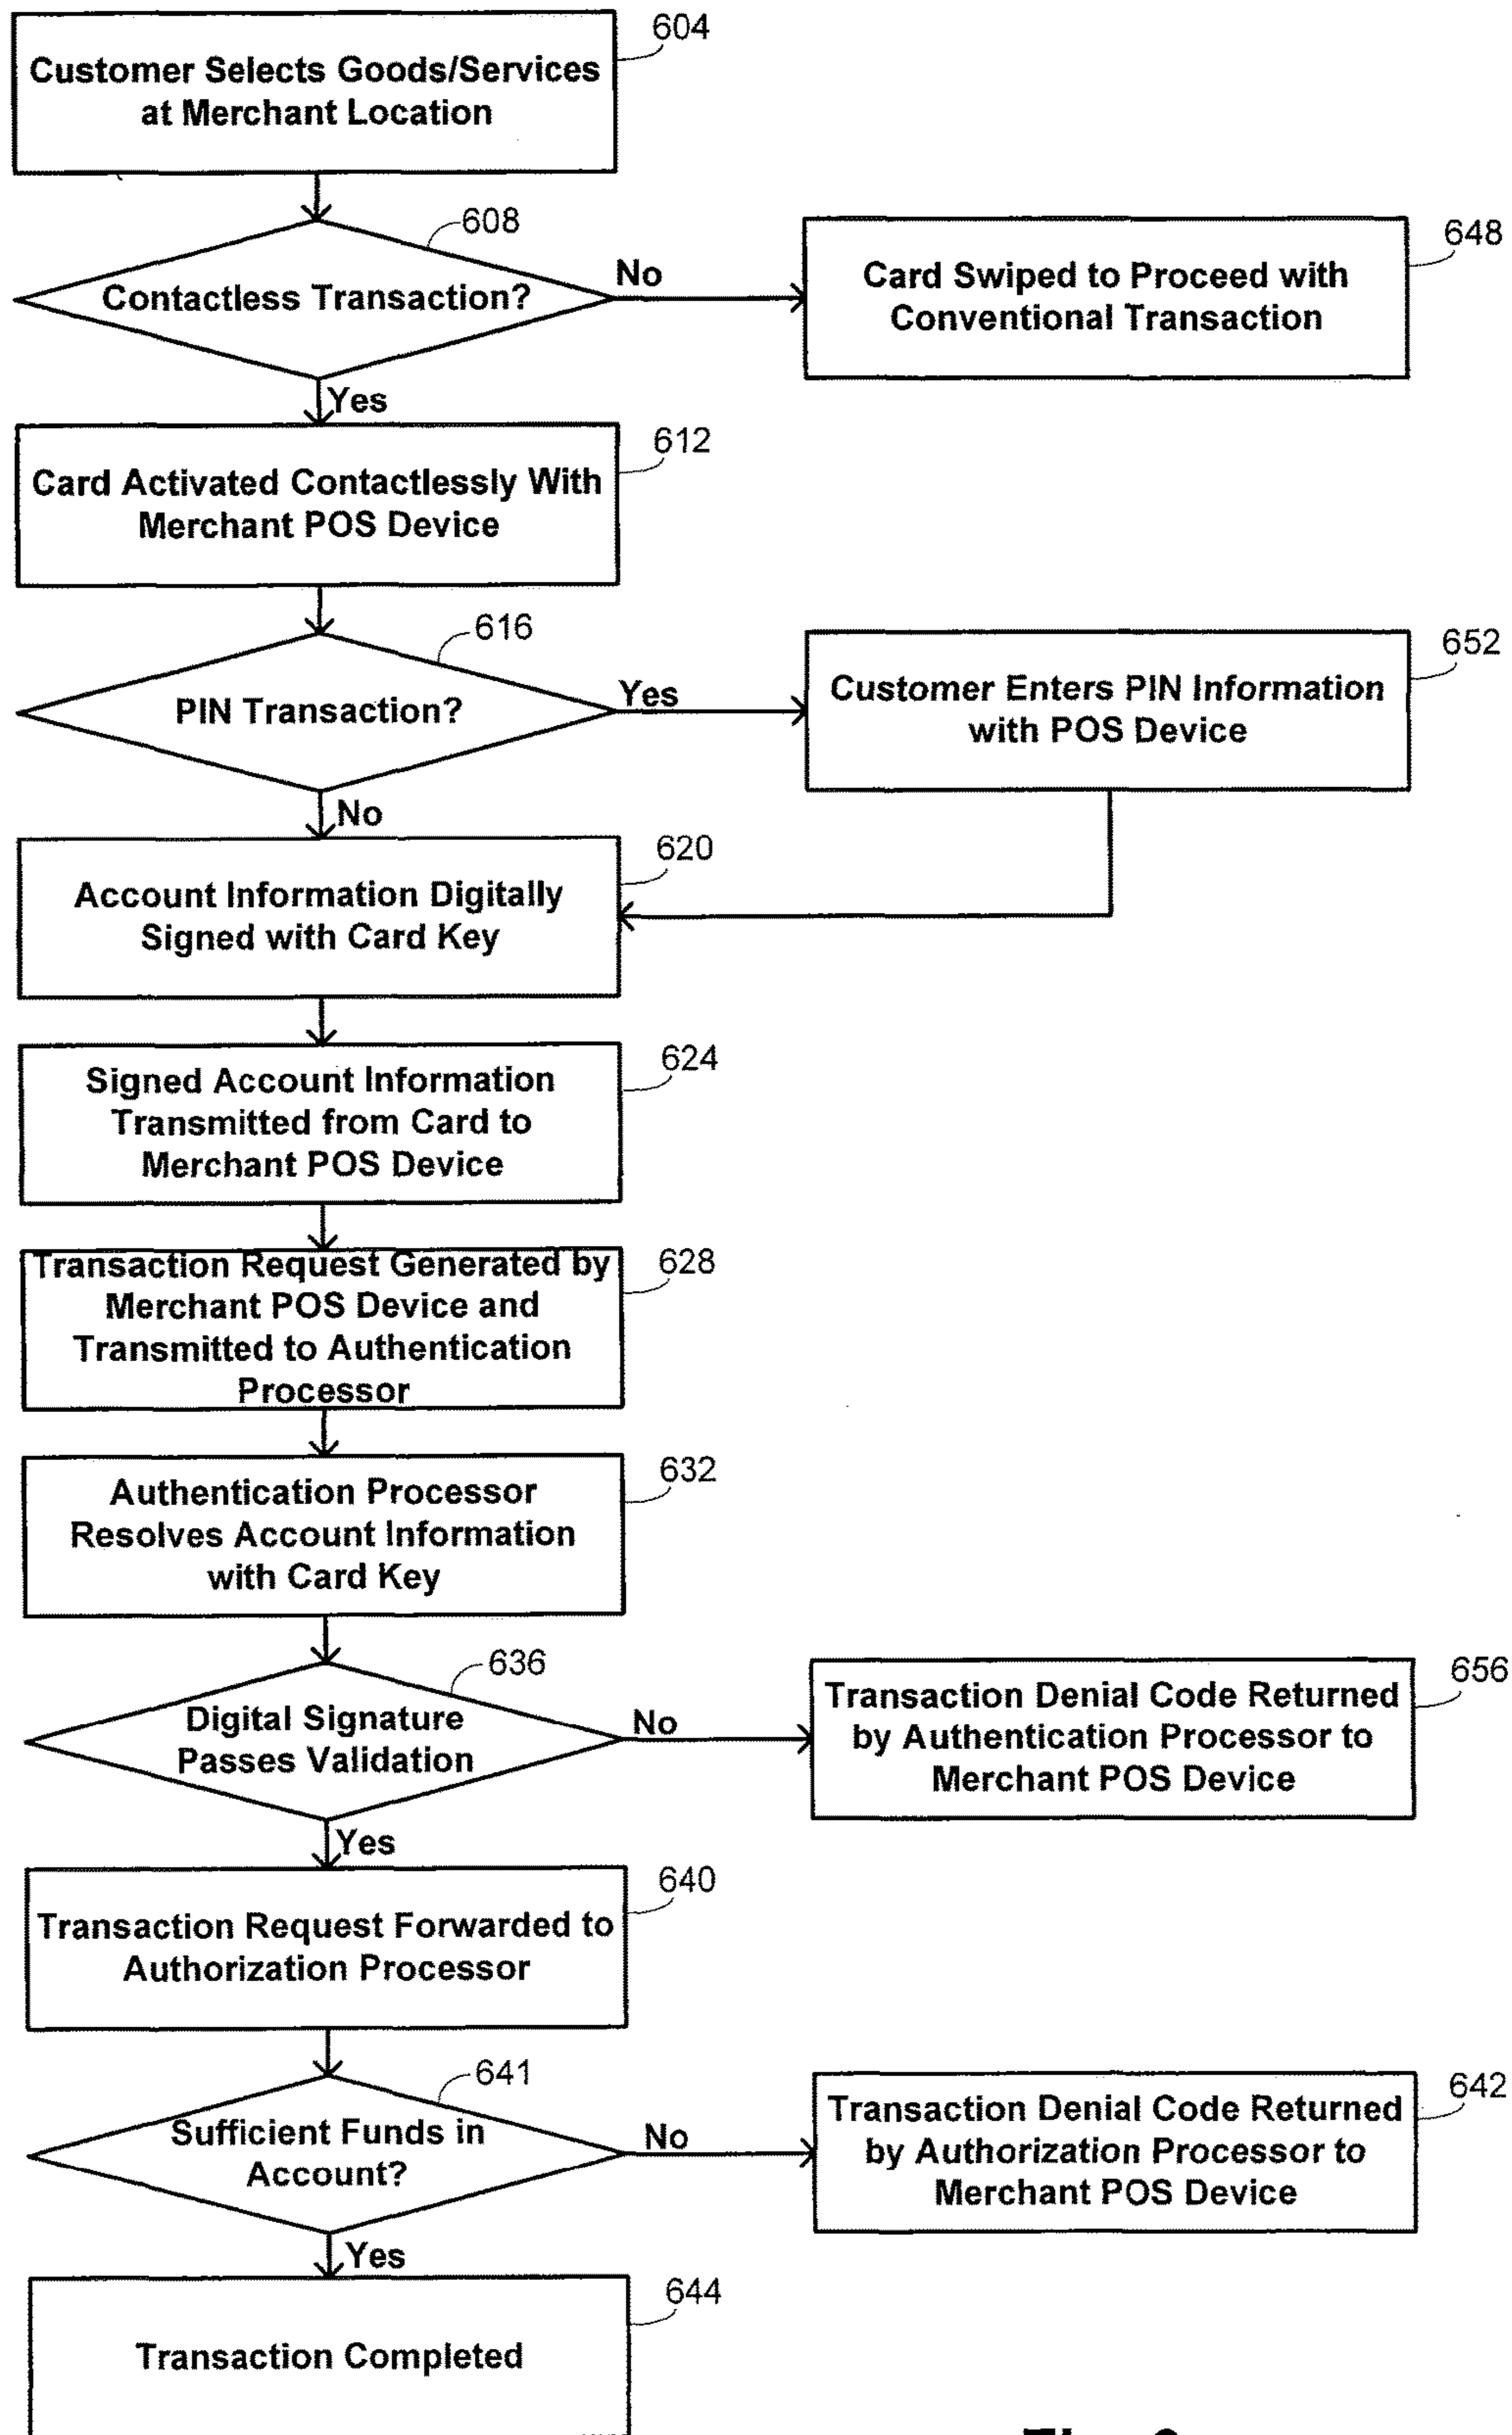 604
Customer Selects Goods/Services
at Merchant Location
608
Contactless Transaction?
No
648
Card Swiped to Proceed with
Conventional Transaction
Yes
612
Card Activated Contactlessly With
Merchant POS Device
616
PIN Transaction?
Yes
652
Customer Enters PIN Information
with POS Device
No
620
Account Information Digitally
Signed with Card Key
624
Signed Account Information
Transmitted from Card to
Merchant POS Device
628
Transaction Request Generated by
Merchant POS Device and
Transmitted to Authentication
Processor
632
Authentication Processor
Resolves Account Information
with Card Key
636
Digital Signature
Passes Validation
No
656
Transaction Denial Code Returned
by Authentication Processor to
Merchant POS Device
Yes
640
Transaction Request Forwarded to
Authorization Processor
641
Sufficient Funds in
Account?
No
642
Transaction Denial Code Returned
by Authorization Processor to
Merchant POS Device
Yes
644
Transaction Completed